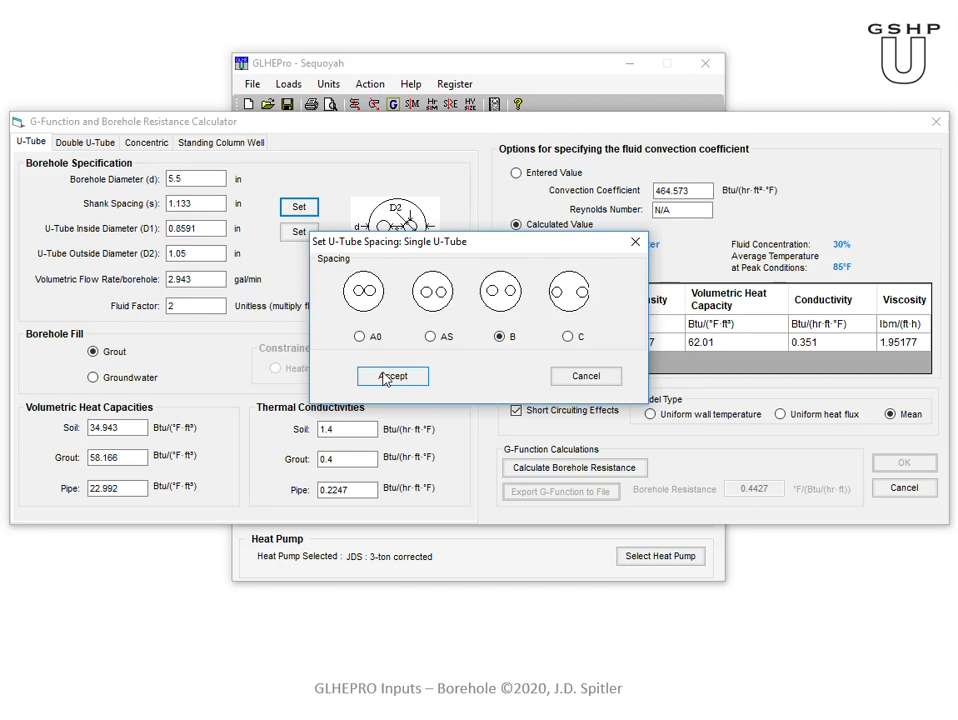 GSHP
U
GLHEPro - Sequoyah
File Loads Units Action Help Register
G-Function and Borehole Resistance Calculator
U-Tube Double U-Tube Concentric Standing Column Well
Borehole Specification
Borehole Diameter (d): 5.5 in
Shank Spacing (s): 1.133 in
Set
U-Tube Inside Diameter (D1): 0.8591 in
Set
U-Tube Outside Diameter (D2): 1.05 in
Volumetric Flow Rate/borehole: 2.943 gal/min
Fluid Factor: 2 Unitless (multiply fl
D2
d
Borehole Fill
Grout
Groundwater
Constraine
Heatin
Volumetric Heat Capacities
Soil: 34.943 Btu/(°F·ft³)
Grout: 58.166 Btu/(°F·ft³)
Pipe: 22.992 Btu/(°F·ft³)
Thermal Conductivities
Soil: 1.4 Btu/(hr·ft·°F)
Grout: 0.4 Btu/(hr·ft·°F)
Pipe: 0.2247 Btu/(hr·ft·°F)
Options for specifying the fluid convection coefficient
Entered Value
Convection Coefficient 464.573 Btu/(hr·ft²·°F)
Reynolds Number: N/A
Calculated Value
ter
Fluid Concentration: 30%
Average Temperature
at Peak Conditions: 85°F
sity Volumetric Heat Capacity Conductivity Viscosity
Btu/(°F·ft³) Btu/(hr·ft·°F) lbm/(ft·h)
7 62.01 0.351 1.95177
Set U-Tube Spacing: Single U-Tube
Spacing
A0 AS B C
Accept Cancel
Short Circuiting Effects
del Type
Uniform wall temperature Uniform heat flux Mean
G-Function Calculations
Calculate Borehole Resistance
Export G-Function to File Borehole Resistance 0.4427 °F/(Btu/(hr·ft))
OK
Cancel
Heat Pump
Heat Pump Selected : JDS : 3-ton corrected Select Heat Pump
GLHEPRO Inputs – Borehole ©2020, J.D. Spitler